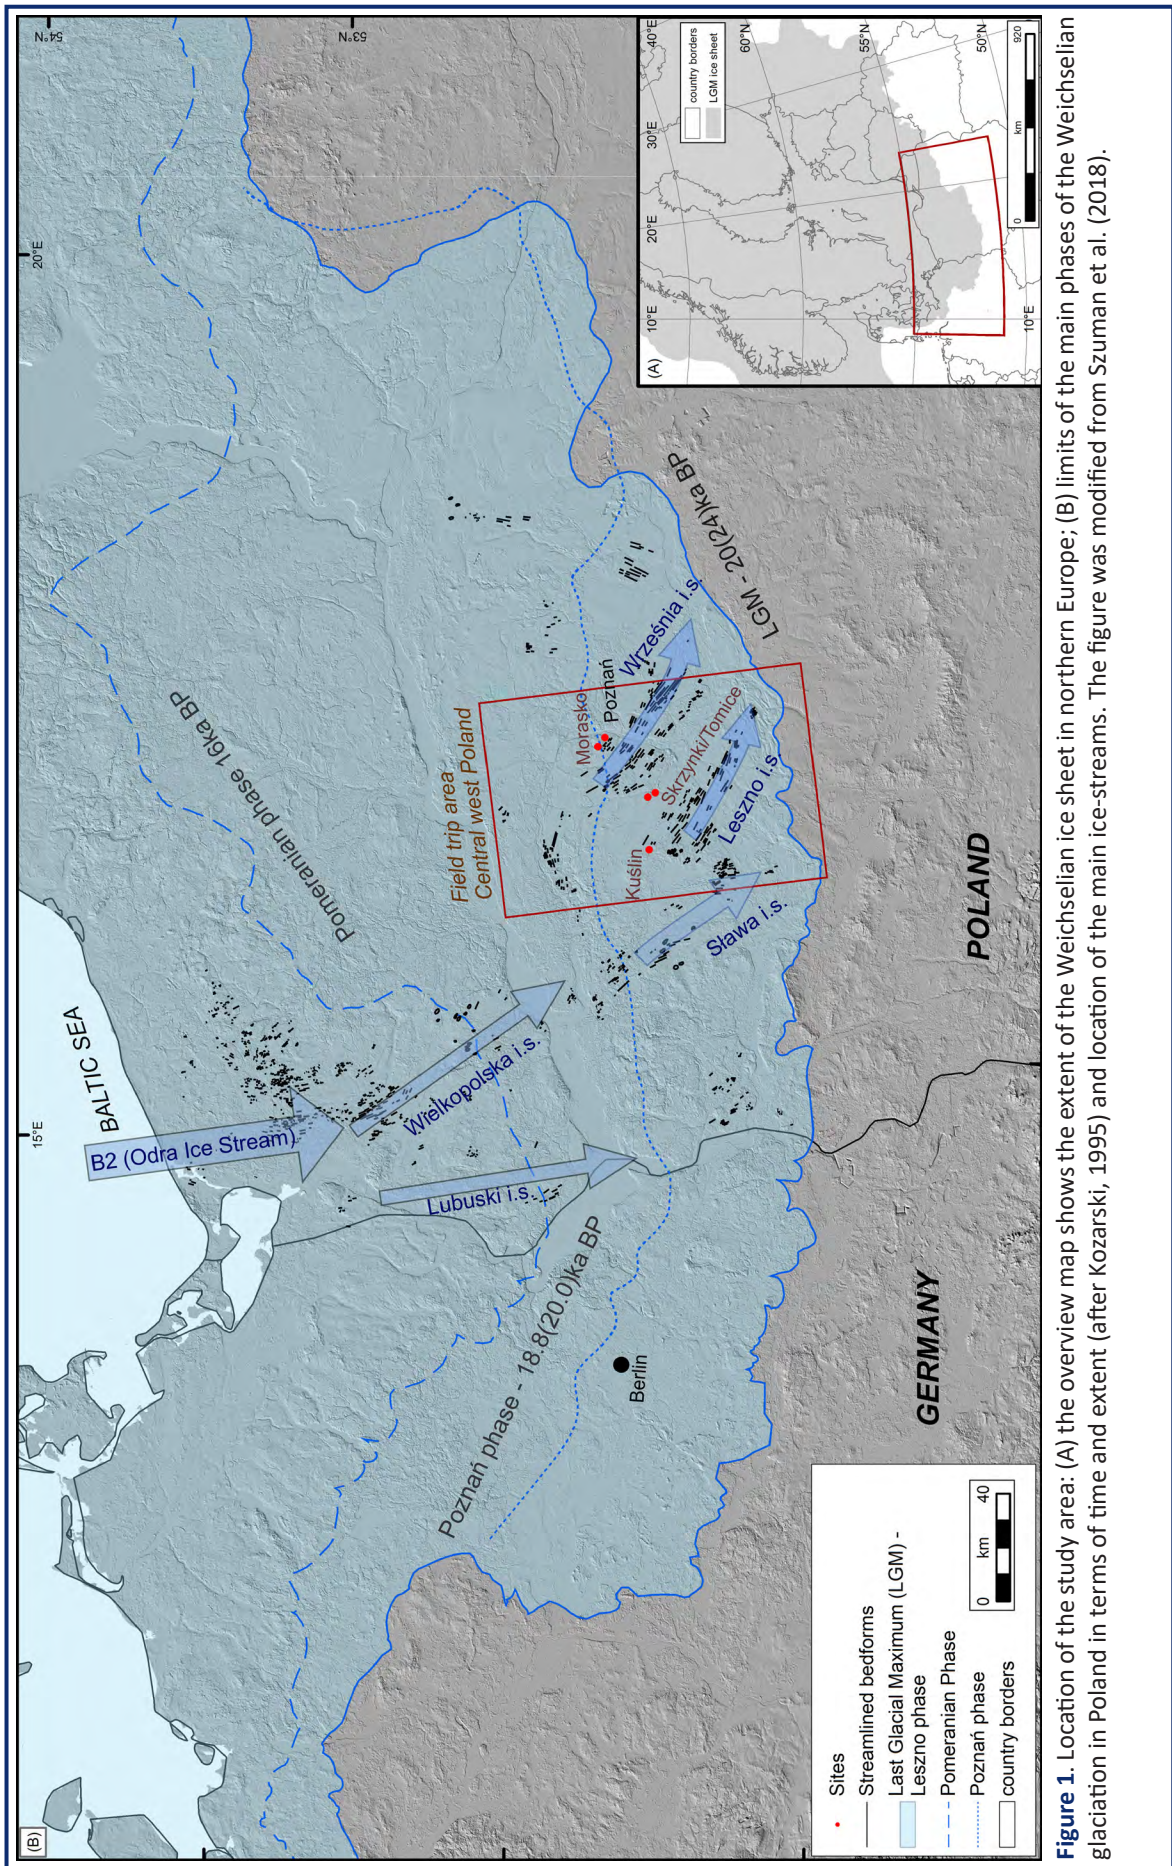 (B)
54°N
53°N
20°E
15°E
BALTIC SEA
Pomeranian phase 16ka BP
B2 (Odra Ice Stream)
Wielkopolska i.s.
Lubuski i.s.
Poznań phase - 18.8(20.0)ka BP
Berlin
Field trip area
Central west Poland
Morasko
Poznań
Września i.s.
Skrzynki/Tomice
Kuślin
Leszno i.s.
Sława i.s.
LGM - 20(24)ka BP
POLAND
GERMANY
Sites
Streamlined bedforms
Last Glacial Maximum (LGM) -
Leszno phase
Pomeranian Phase
Poznań phase
country borders
0 km 40
(A)
10°E
20°E
30°E
40°E
60°N
55°N
50°N
10°E
country borders
LGM ice sheet
0 km 920
Figure 1. Location of the study area: (A) the overview map shows the extent of the Weichselian ice sheet in northern Europe; (B) limits of the main phases of the Weichselian
glaciation in Poland in terms of time and extent (after Kozarski, 1995) and location of the main ice-streams. The figure was modified from Szuman et al. (2018).